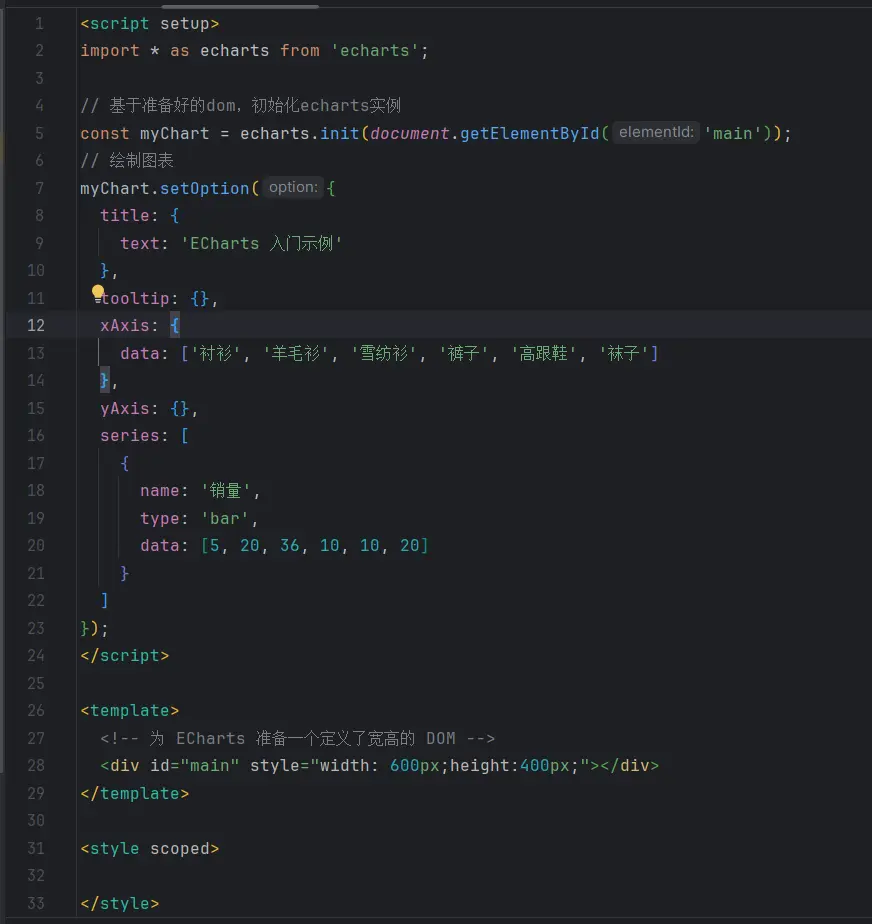 1 <script setup>
2 import * as echarts from 'echarts';
3
4 // 基于准备好的dom，初始化echarts实例
5 const myChart = echarts.init(document.getElementById( elementId: 'main'));
6 // 绘制图表
7 myChart.setOption( option: {
8   title: {
9     text: 'ECharts 入门示例'
10   },
11   tooltip: {},
12   xAxis: {
13     data: ['衬衫', '羊毛衫', '雪纺衫', '裤子', '高跟鞋', '袜子']
14   },
15   yAxis: {},
16   series: [
17     {
18       name: '销量',
19       type: 'bar',
20       data: [5, 20, 36, 10, 10, 20]
21     }
22   ]
23 });
24 </script>
25
26 <template>
27   <!-- 为 ECharts 准备一个定义了宽高的 DOM -->
28   <div id="main" style="width: 600px;height:400px;"></div>
29 </template>
30
31 <style scoped>
32
33 </style>